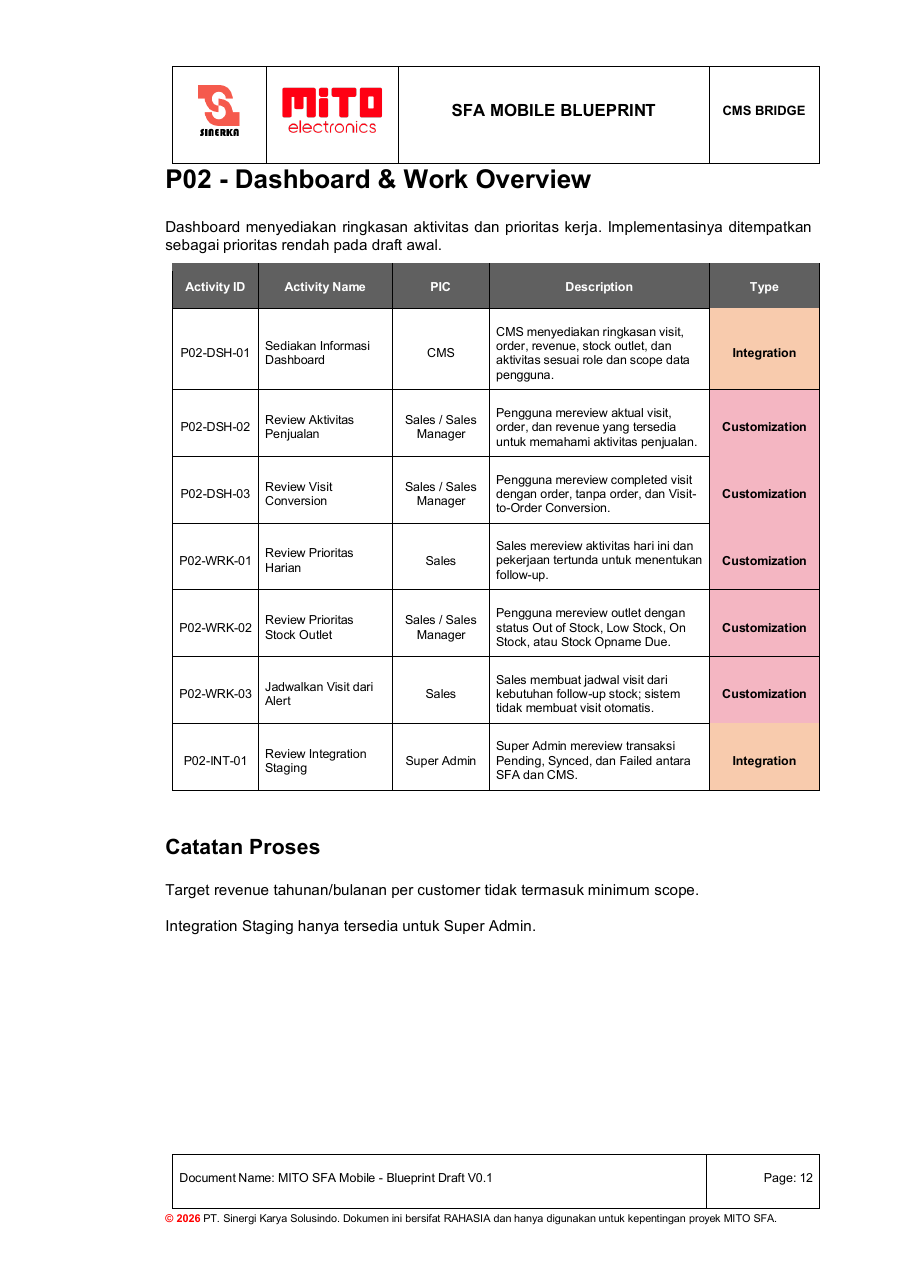 SINERKA
MiTO
electronics
SFA MOBILE BLUEPRINT
CMS BRIDGE
P02 - Dashboard & Work Overview
Dashboard menyediakan ringkasan aktivitas dan prioritas kerja. Implementasinya ditempatkan
sebagai prioritas rendah pada draft awal.
Activity ID
Activity Name
PIC
Description
Type
P02-DSH-01
Sediakan Informasi
Dashboard
CMS
CMS menyediakan ringkasan visit,
order, revenue, stock outlet, dan
aktivitas sesuai role dan scope data
pengguna.
Integration
P02-DSH-02
Review Aktivitas
Penjualan
Sales / Sales
Manager
Pengguna mereview aktual visit,
order, dan revenue yang tersedia
untuk memahami aktivitas penjualan.
Customization
P02-DSH-03
Review Visit
Conversion
Sales / Sales
Manager
Pengguna mereview completed visit
dengan order, tanpa order, dan Visit-
to-Order Conversion.
Customization
P02-WRK-01
Review Prioritas
Harian
Sales
Sales mereview aktivitas hari ini dan
pekerjaan tertunda untuk menentukan
follow-up.
Customization
P02-WRK-02
Review Prioritas
Stock Outlet
Sales / Sales
Manager
Pengguna mereview outlet dengan
status Out of Stock, Low Stock, On
Stock, atau Stock Opname Due.
Customization
P02-WRK-03
Jadwalkan Visit dari
Alert
Sales
Sales membuat jadwal visit dari
kebutuhan follow-up stock; sistem
tidak membuat visit otomatis.
Customization
P02-INT-01
Review Integration
Staging
Super Admin
Super Admin mereview transaksi
Pending, Synced, dan Failed antara
SFA dan CMS.
Integration
Catatan Proses
Target revenue tahunan/bulanan per customer tidak termasuk minimum scope.
Integration Staging hanya tersedia untuk Super Admin.
Document Name: MITO SFA Mobile - Blueprint Draft V0.1
Page: 12
© 2026 PT. Sinergi Karya Solusindo. Dokumen ini bersifat RAHASIA dan hanya digunakan untuk kepentingan proyek MITO SFA.